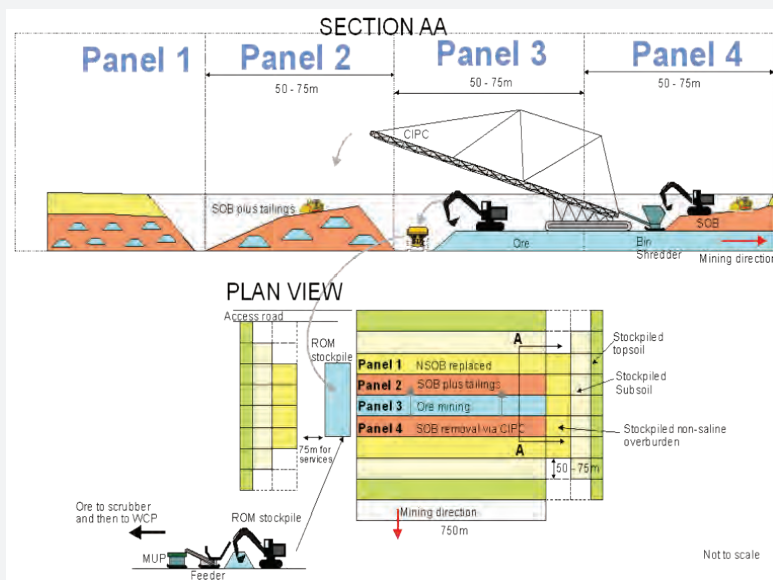 SECTION AA
Panel 1
Panel 2
Panel 3
Panel 4
50 - 75m
50 - 75m
50 - 75m
CIPC
SOB plus tailings
SOB
Ore
Bin
Shredder
Mining direction
PLAN VIEW
Access road
ROM
stockpile
A
Panel 1 NSOB replaced
Panel 2 SOB plus tailings
Panel 3 Ore mining
Panel 4 SOB removal via CIPC
A
Stockpiled
topsoil
Stockpiled
Subsoil
Stockpiled non-saline
overburden
75m for
services
50 - 75m
Mining direction
750m
Ore to scrubber
and then to WCP
ROM stockpile
MUP
Feeder
Not to scale